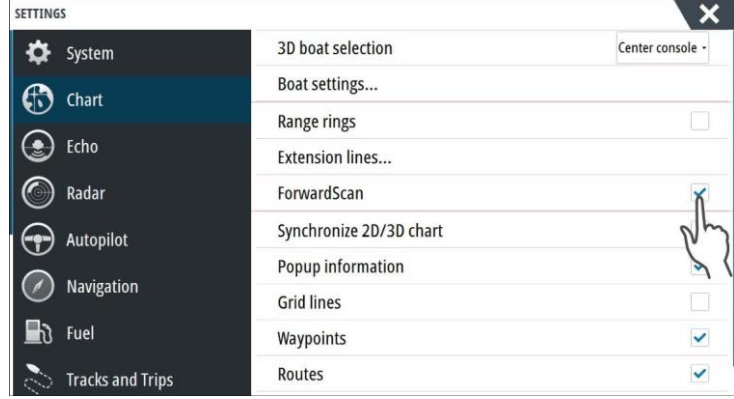 SETTINGS
System
Chart
Echo
Radar
Autopilot
Navigation
Fuel
Tracks and Trips
3D boat selection
Center console
Boat settings...
Range rings
Extension lines...
ForwardScan
Synchronize 2D/3D chart
Popup information
Grid lines
Waypoints
Routes